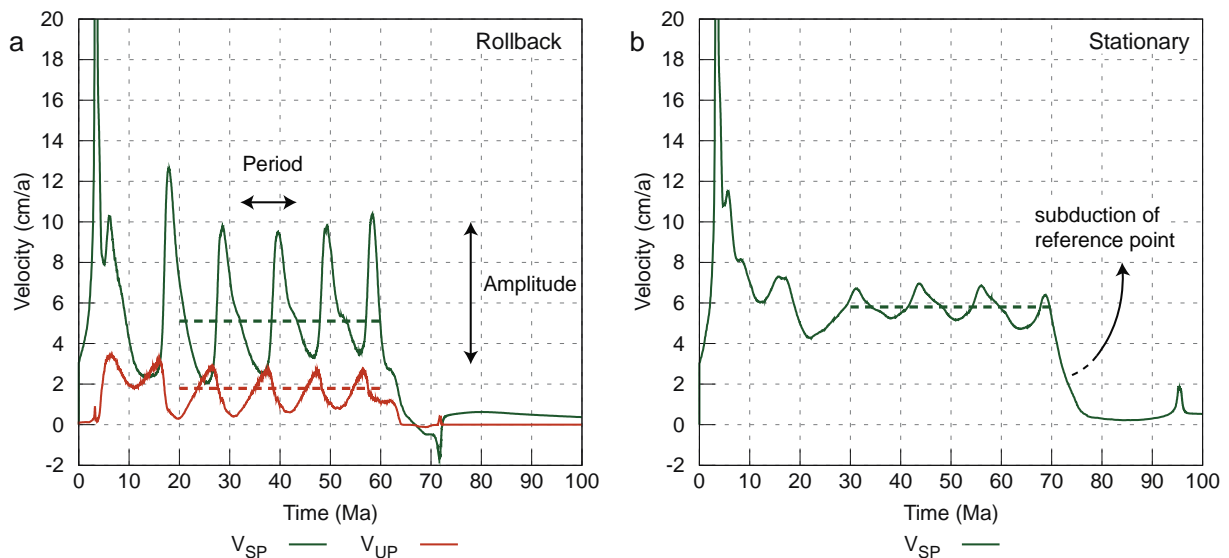 a
Rollback
Velocity (cm/a)
20
18
16
14
12
10
8
6
4
2
0
-2
Period
Amplitude
0 10 20 30 40 50 60 70 80 90 100
Time (Ma)
VSP VUP
b
Stationary
Velocity (cm/a)
20
18
16
14
12
10
8
6
4
2
0
-2
subduction of
reference point
0 10 20 30 40 50 60 70 80 90 100
Time (Ma)
VSP